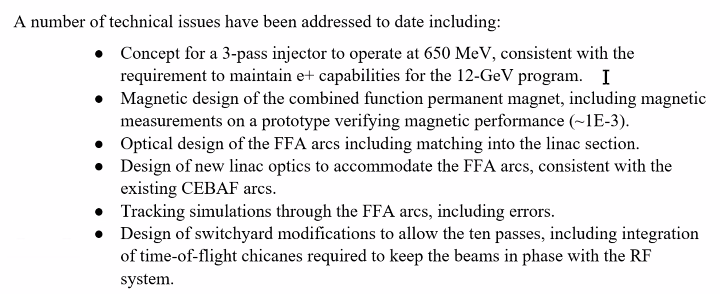 A number of technical issues have been addressed to date including:
● Concept for a 3-pass injector to operate at 650 MeV, consistent with the
requirement to maintain e+ capabilities for the 12-GeV program.
● Magnetic design of the combined function permanent magnet, including magnetic
measurements on a prototype verifying magnetic performance (~1E-3).
● Optical design of the FFA arcs including matching into the linac section.
● Design of new linac optics to accommodate the FFA arcs, consistent with the
existing CEBAF arcs.
● Tracking simulations through the FFA arcs, including errors.
● Design of switchyard modifications to allow the ten passes, including integration
of time-of-flight chicanes required to keep the beams in phase with the RF
system.